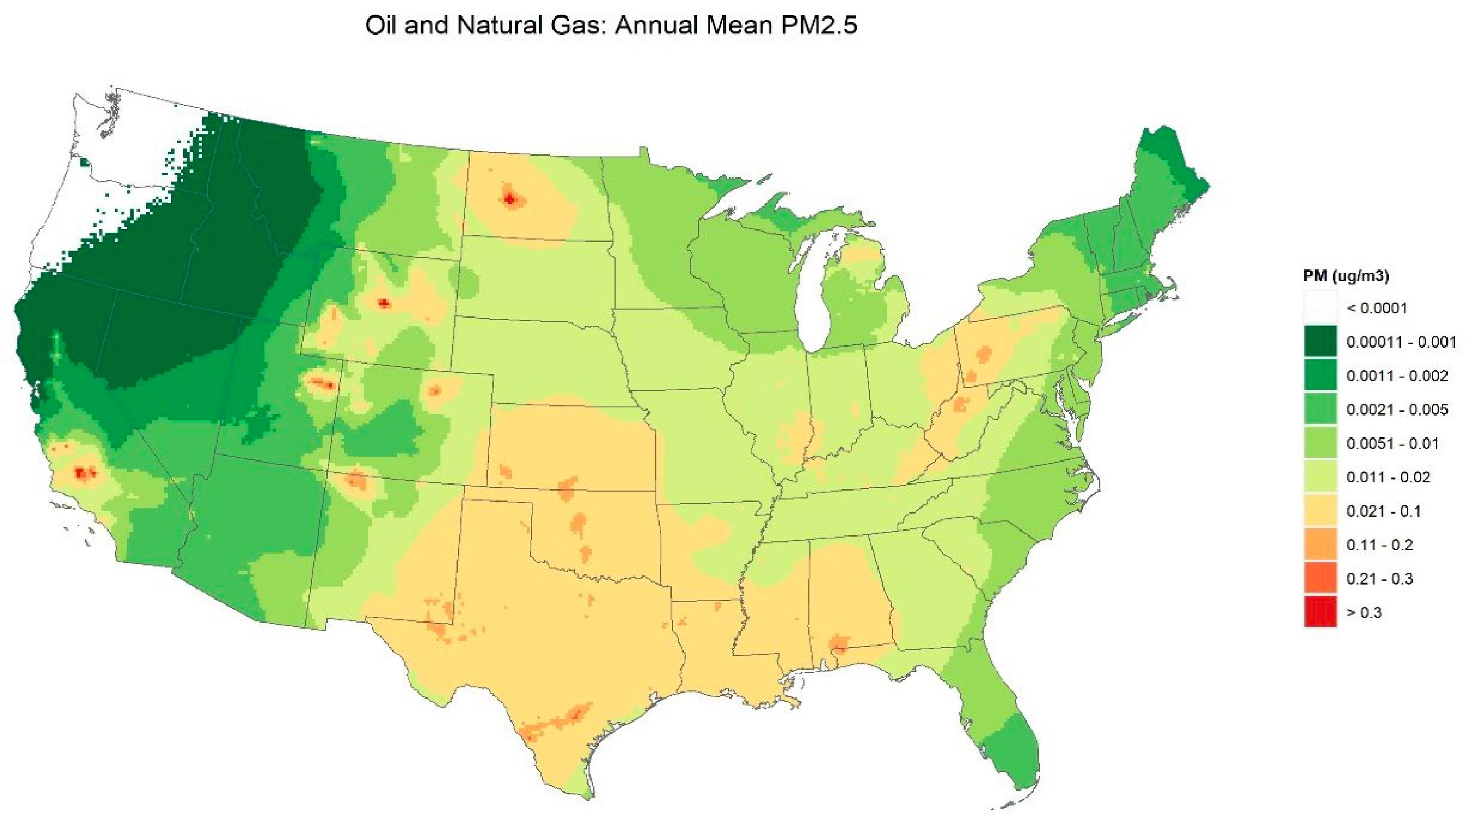 Oil and Natural Gas: Annual Mean PM2.5
PM (ug/m3)
< 0.0001
0.00011 - 0.001
0.0011 - 0.002
0.0021 - 0.005
0.0051 - 0.01
0.011 - 0.02
0.021 - 0.1
0.11 - 0.2
0.21 - 0.3
> 0.3